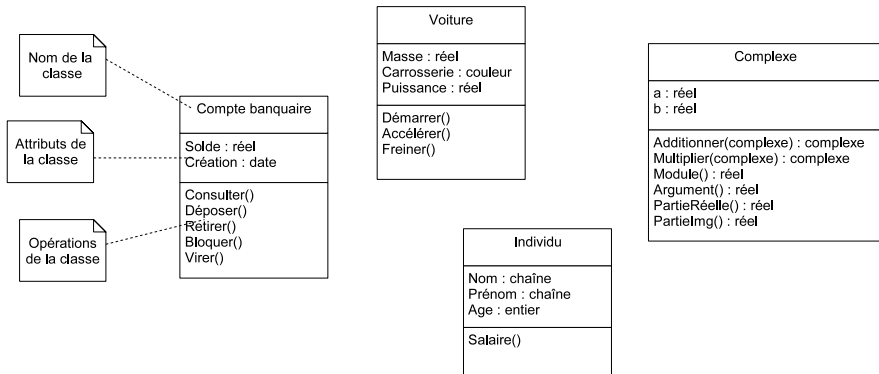 Nom de la
classe
Attributs de
la classe
Opérations
de la classe
Compte banquaire
Solde : réel
Création : date
Consulter()
Déposer()
Retirer()
Bloquer()
Virer()
Voiture
Masse : réel
Carrosserie : couleur
Puissance : réel
Démarrer()
Accélérer()
Freiner()
Individu
Nom : chaîne
Prénom : chaîne
Age : entier
Salaire()
Complexe
a : réel
b : réel
Additionner(complexe) : complexe
Multiplier(complexe) : complexe
Module() : réel
Argument() : réel
PartieRéelle() : réel
PartieImg() : réel